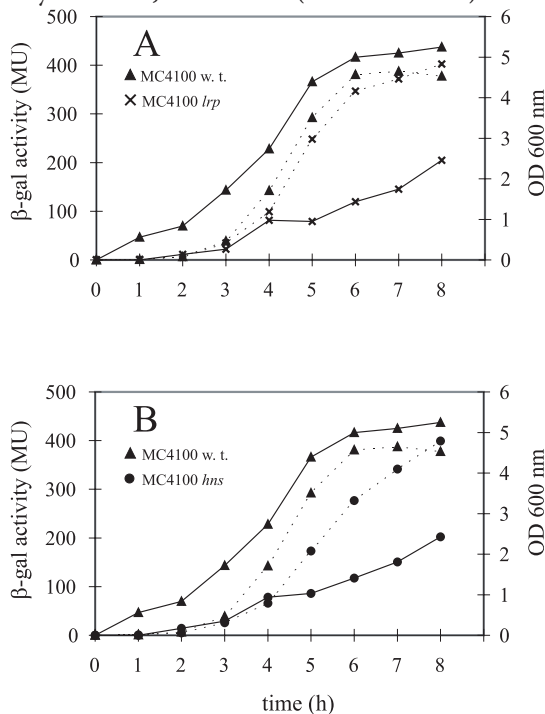 A
MC4100 w. t.
MC4100 lrp
β-gal activity (MU)
OD 600 nm
500
400
300
200
100
0
6
5
4
3
2
1
0
0 1 2 3 4 5 6 7 8
B
MC4100 w. t.
MC4100 hns
β-gal activity (MU)
OD 600 nm
500
400
300
200
100
0
6
5
4
3
2
1
0
0 1 2 3 4 5 6 7 8
time (h)